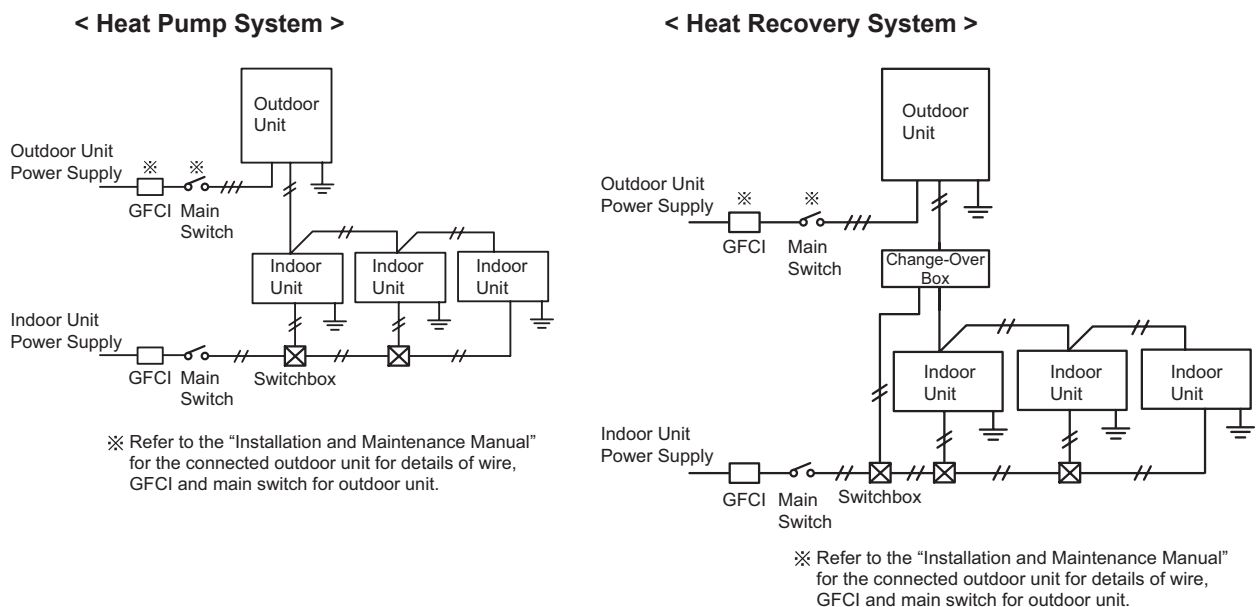 < Heat Pump System >
Outdoor
Unit
Outdoor Unit
Power Supply
※
※
GFCI
Main
Switch
Indoor
Unit
Indoor
Unit
Indoor
Unit
Indoor Unit
Power Supply
GFCI
Main
Switch
Switchbox
※ Refer to the “Installation and Maintenance Manual”
for the connected outdoor unit for details of wire,
GFCI and main switch for outdoor unit.
< Heat Recovery System >
Outdoor
Unit
Outdoor Unit
Power Supply
※
※
GFCI
Main
Switch
Change-Over
Box
Indoor
Unit
Indoor
Unit
Indoor
Unit
Indoor Unit
Power Supply
GFCI
Main
Switch
Switchbox
※ Refer to the “Installation and Maintenance Manual”
for the connected outdoor unit for details of wire,
GFCI and main switch for outdoor unit.